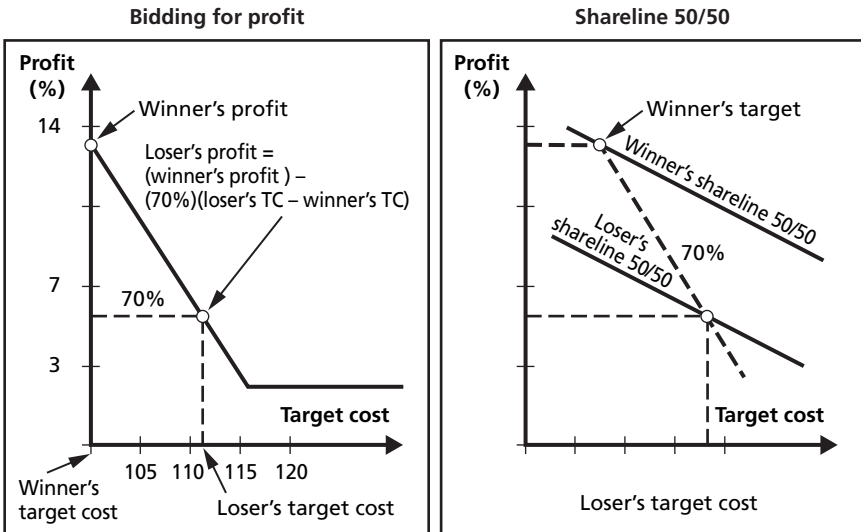 Bidding for profit
Profit
(%)
14
7
3
Winner's profit
Loser's profit =
(winner's profit ) –
(70%)(loser's TC – winner's TC)
70%
Target cost
105 110 115 120
Winner's
target cost
Loser's target cost
Shareline 50/50
Profit
(%)
Winner's target
Winner's shareline 50/50
Loser's
shareline 50/50
70%
Target cost
Loser's target cost